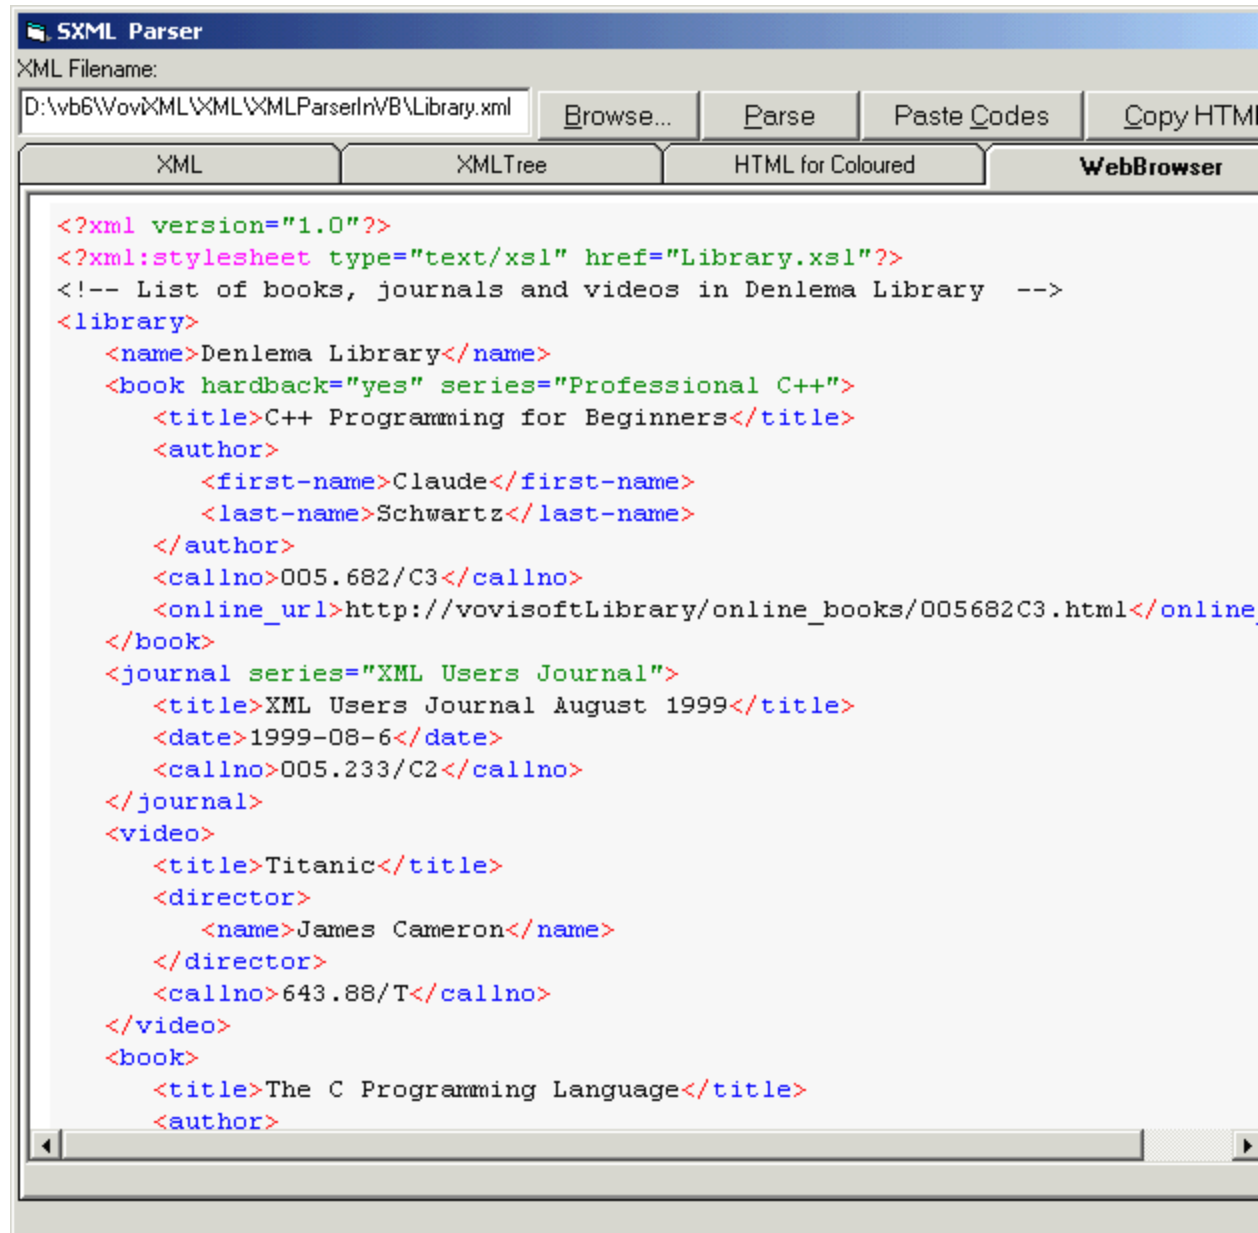 SXML Parser
XML Filename:
D:\vb6\VoviXML\XML\XMLParserInVB\Library.xml Browse... Parse Paste Codes Copy HTML
XML XMLTree HTML for Coloured WebBrowser
<?xml version="1.0"?>
<?xml:stylesheet type="text/xsl" href="Library.xsl"?>
<!-- List of books, journals and videos in Denlema Library  -->
<library>
   <name>Denlema Library</name>
   <book hardback="yes" series="Professional C++">
      <title>C++ Programming for Beginners</title>
      <author>
         <first-name>Claude</first-name>
         <last-name>Schwartz</last-name>
      </author>
      <callno>005.682/C3</callno>
      <online_url>http://vovisoftLibrary/online_books/005682C3.html</online_
   </book>
   <journal series="XML Users Journal">
      <title>XML Users Journal August 1999</title>
      <date>1999-08-6</date>
      <callno>005.233/C2</callno>
   </journal>
   <video>
      <title>Titanic</title>
      <director>
         <name>James Cameron</name>
      </director>
      <callno>643.88/T</callno>
   </video>
   <book>
      <title>The C Programming Language</title>
      <author>